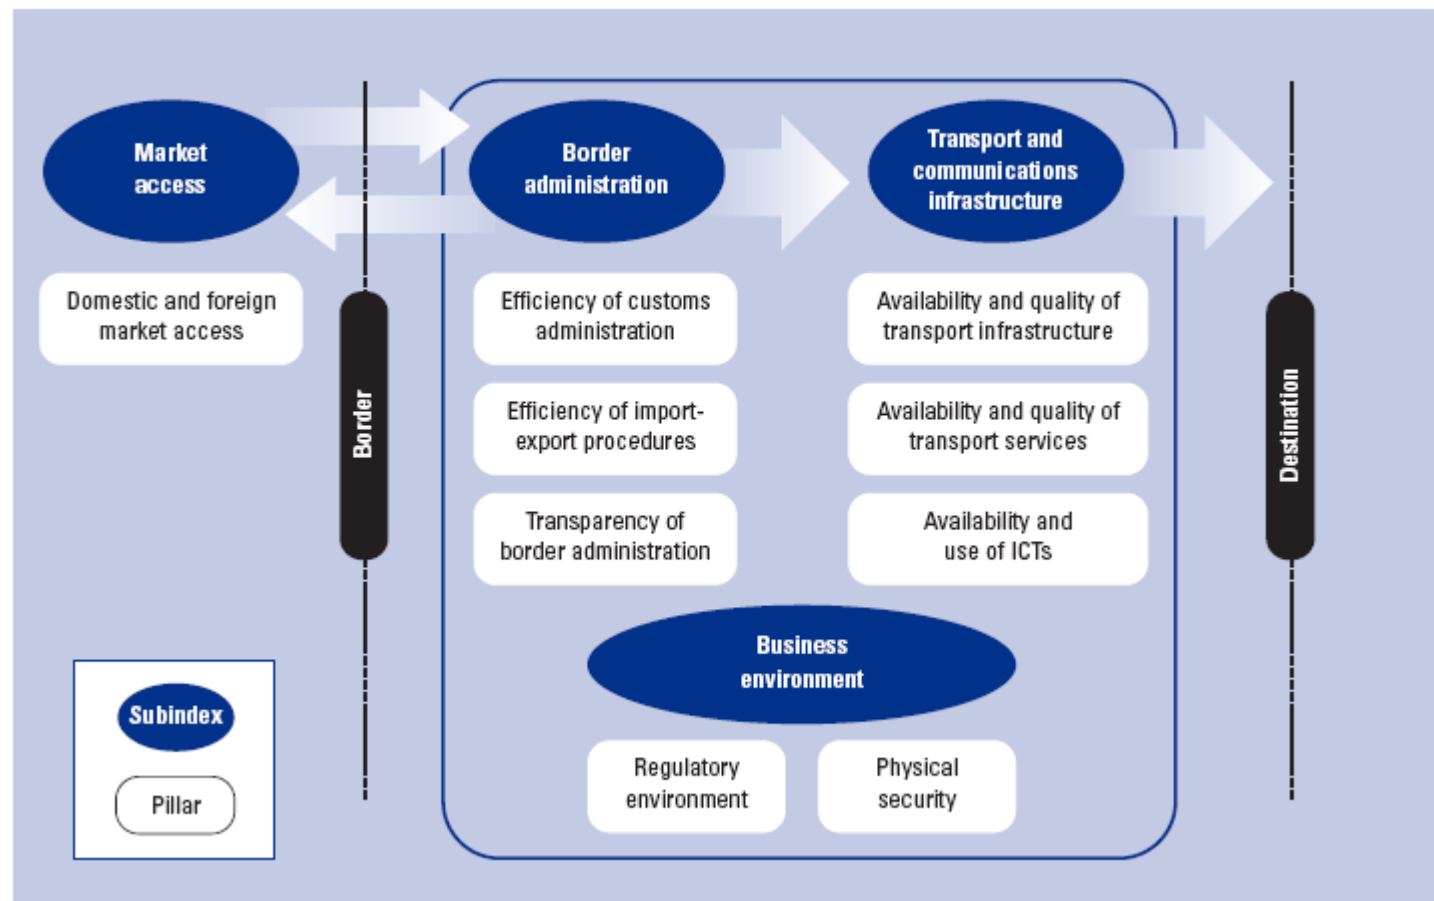 Market
access
Domestic and foreign
market access
Border
Border
administration
Efficiency of customs
administration
Efficiency of import-
export procedures
Transparency of
border administration
Transport and
communications
infrastructure
Availability and quality of
transport infrastructure
Availability and quality of
transport services
Availability and
use of ICTs
Business
environment
Regulatory
environment
Physical
security
Destination
Subindex
Pillar